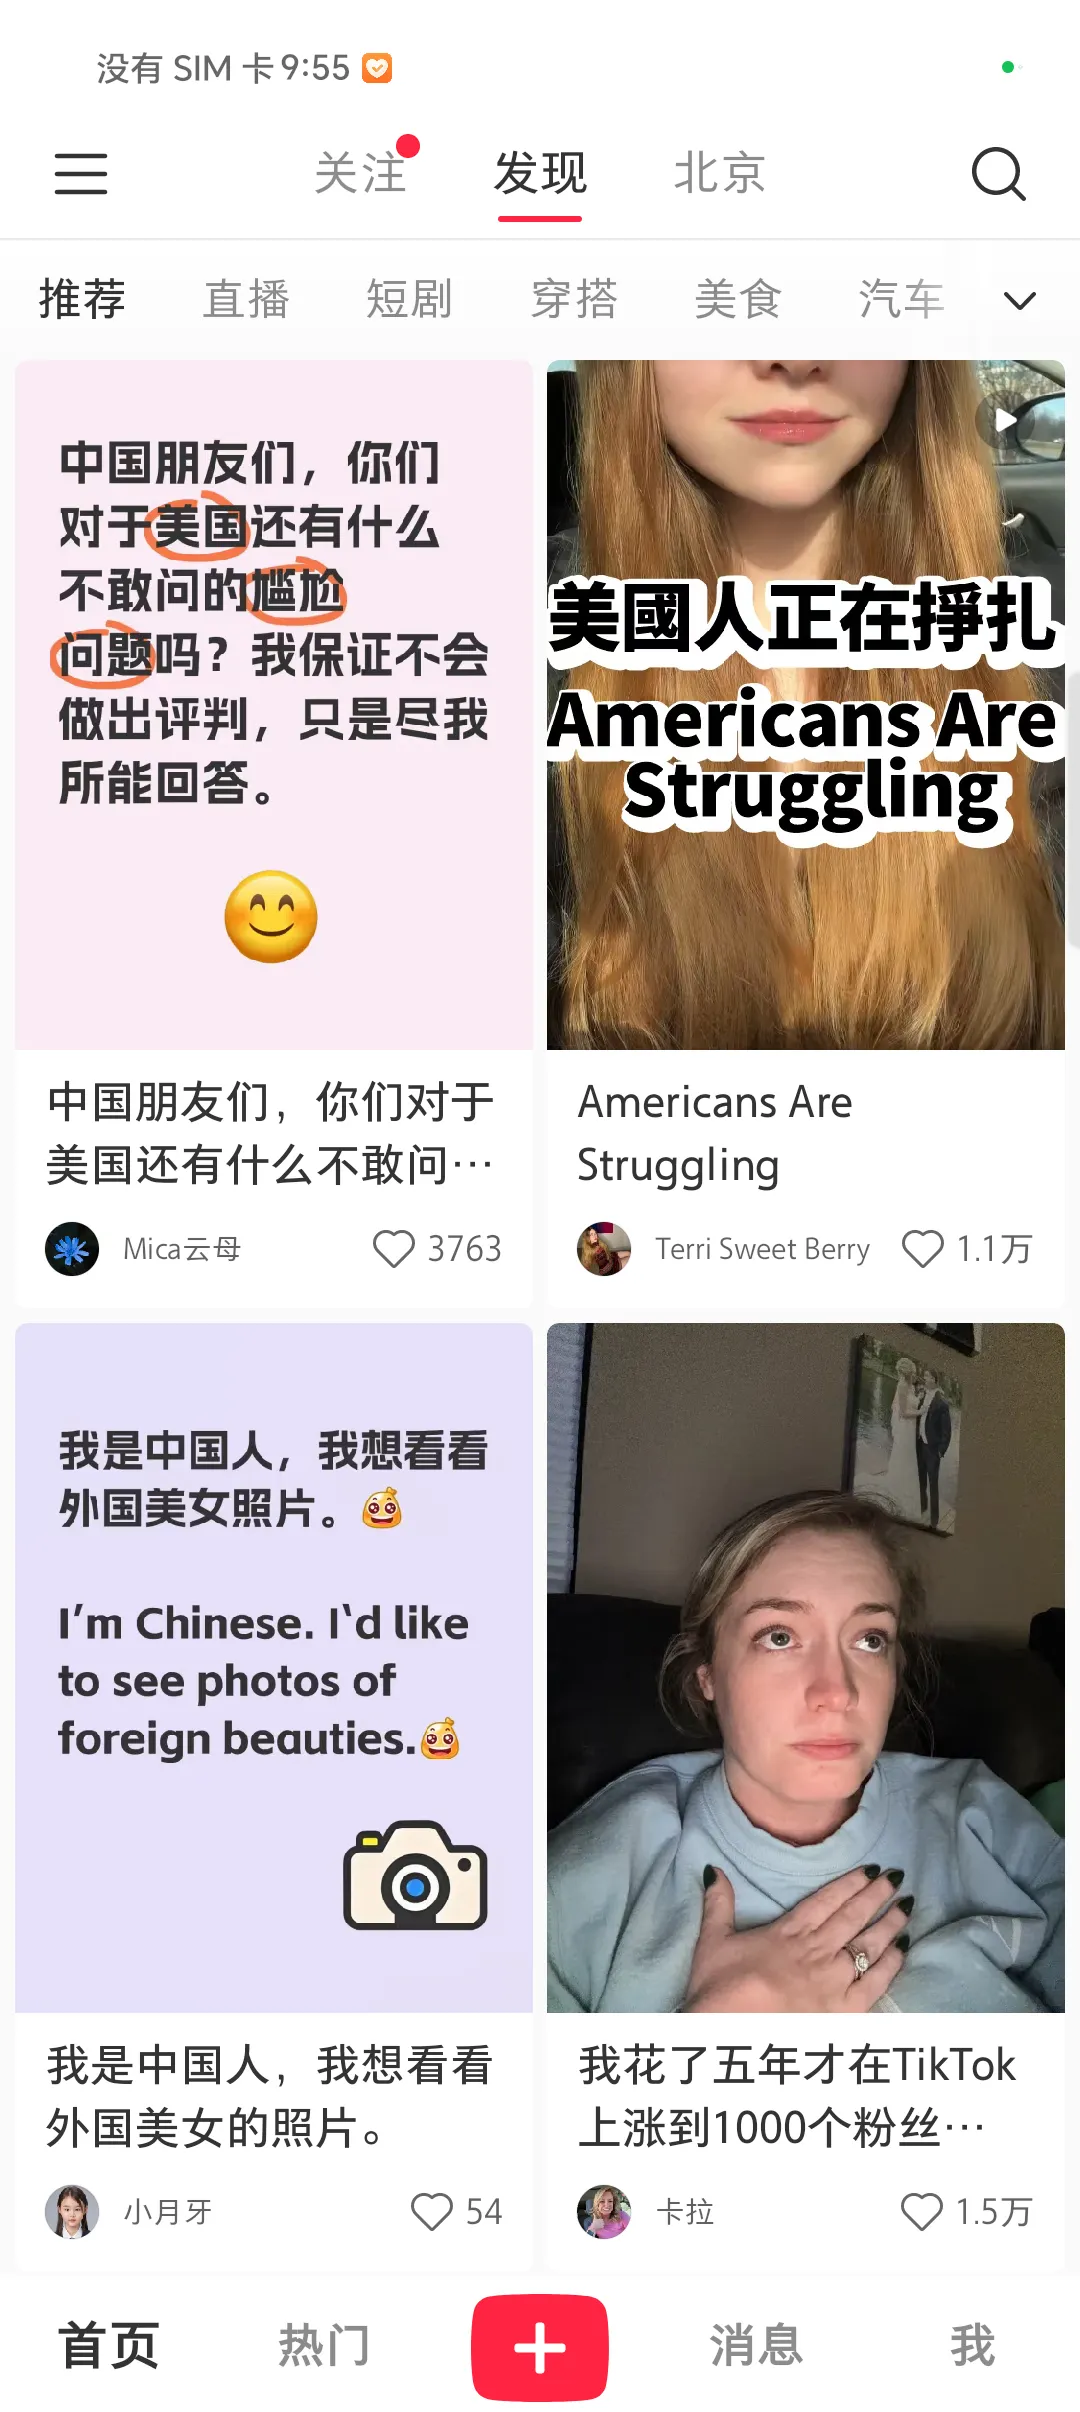 没有 SIM 卡 9:55
关注
发现
北京
推荐
直播
短剧
穿搭
美食
汽车
中国朋友们，你们
对于美国还有什么
不敢问的尴尬
问题吗？我保证不会
做出评判，只是尽我
所能回答。
中国朋友们，你们对于
美国还有什么不敢问…
Mica云母
3763
美國人正在掙扎
Americans Are
Struggling
Americans Are
Struggling
Terri Sweet Berry
1.1万
我是中国人，我想看看
外国美女照片。
I'm Chinese. I'd like
to see photos of
foreign beauties.
我是中国人，我想看看
外国美女的照片。
小月牙
54
我花了五年才在TikTok
上涨到1000个粉丝…
卡拉
1.5万
首页
热门
消息
我